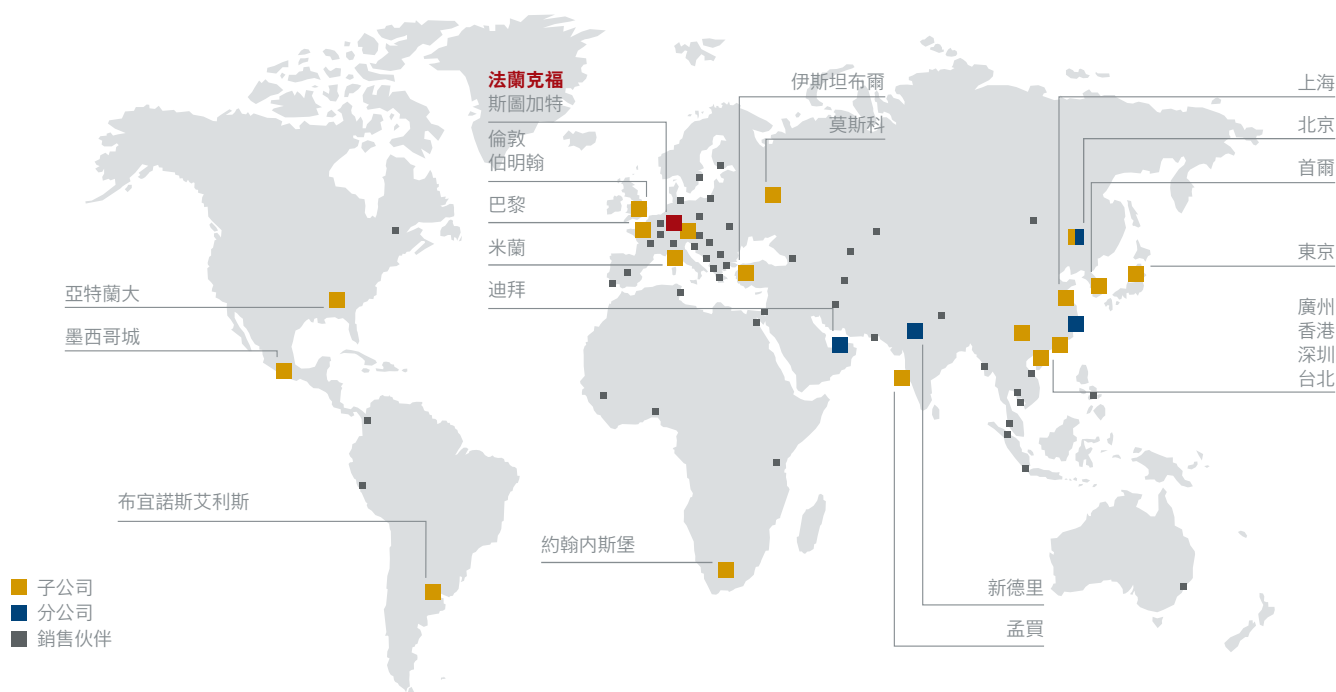 法蘭克福
斯圖加特
倫敦
伯明翰
巴黎
米蘭
迪拜
伊斯坦布爾
莫斯科
上海
北京
首爾
東京
廣州
香港
深圳
台北
亞特蘭大
墨西哥城
布宜諾斯艾利斯
約翰内斯堡
新德里
孟買
子公司
分公司
銷售伙伴